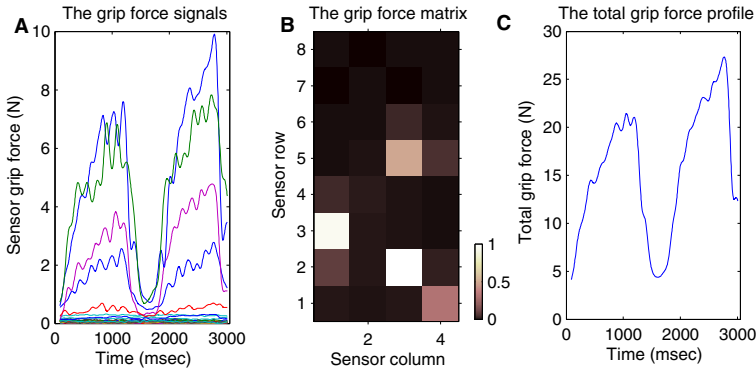 A
The grip force signals
Sensor grip force (N)
10
8
6
4
2
0
0 1000 2000 3000
Time (msec)
B
The grip force matrix
Sensor row
8
7
6
5
4
3
2
1
2 4
Sensor column
1
0.5
0
C
The total grip force profile
Total grip force (N)
30
25
20
15
10
5
0
0 1000 2000 3000
Time (msec)